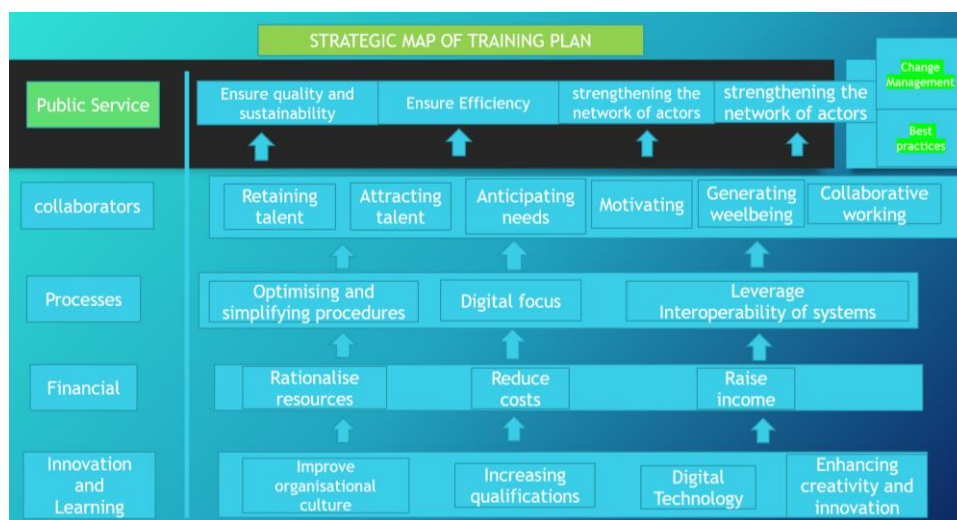 STRATEGIC MAP OF TRAINING PLAN
Change
Management
Best
practices
Public Service
Ensure quality and
sustainability
Ensure Efficiency
strengthening the
network of actors
strengthening the
network of actors
collaborators
Retaining
talent
Attracting
talent
Anticipating
needs
Motivating
Generating
weelbeing
Collaborative
working
Processes
Optimising and
simplifying procedures
Digital focus
Leverage
Interoperability of systems
Financial
Rationalise
resources
Reduce
costs
Raise
income
Innovation
and
Learning
Improve
organisational
culture
Increasing
qualifications
Digital
Technology
Enhancing
creativity and
innovation